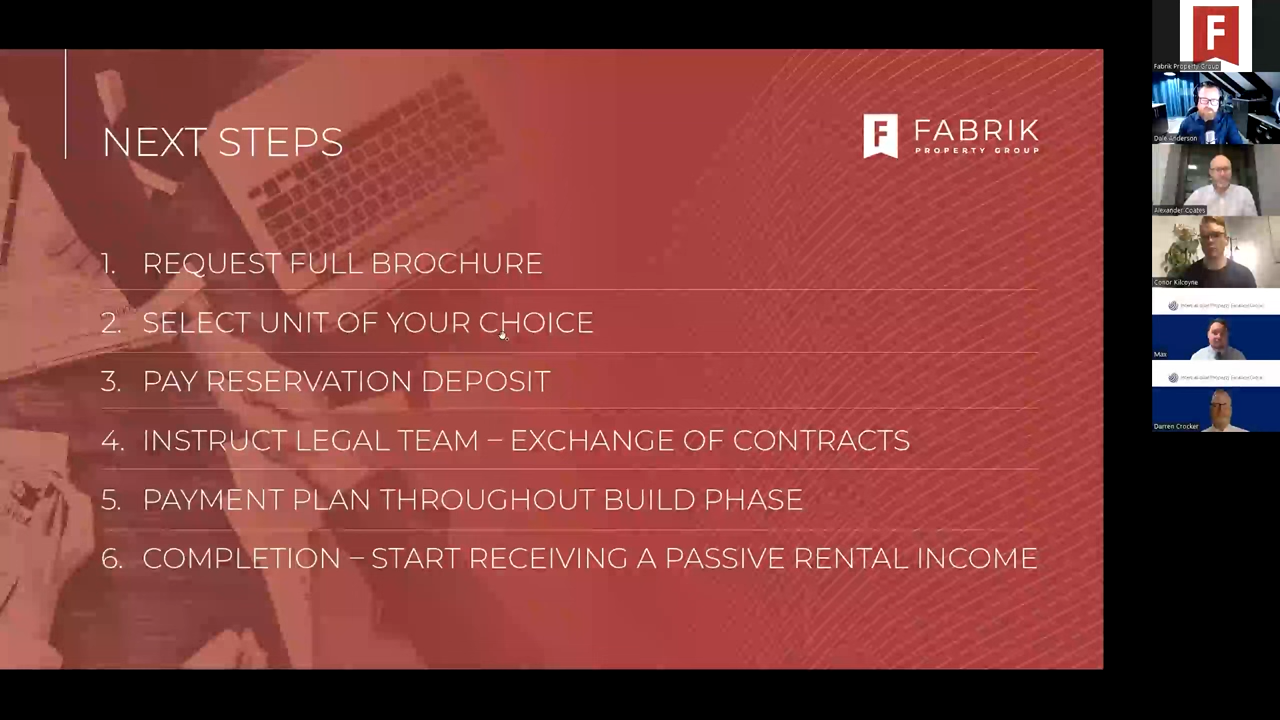 NEXT STEPS
F FABRIK
PROPERTY GROUP
1. REQUEST FULL BROCHURE
2. SELECT UNIT OF YOUR CHOICE
3. PAY RESERVATION DEPOSIT
4. INSTRUCT LEGAL TEAM – EXCHANGE OF CONTRACTS
5. PAYMENT PLAN THROUGHOUT BUILD PHASE
6. COMPLETION – START RECEIVING A PASSIVE RENTAL INCOME
F
Fabrik Property Group
Dale Anderson
Alexander Coates
Conor Kilcoyne
Max
Darren Crocker